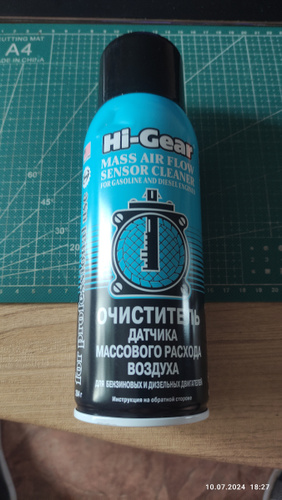 CUTTING MAT
A4
MADE IN CHINA
Hi-Gear
MASS AIR FLOW
SENSOR CLEANER
FOR GASOLINE AND DIESEL ENGINES
ОЧИСТИТЕЛЬ
ДАТЧИКА
МАССОВОГО РАСХОДА
ВОЗДУХА
ДЛЯ БЕНЗИНОВЫХ И ДИЗЕЛЬНЫХ ДВИГАТЕЛЕЙ
Инструкция на обратной стороне
10.07.2024 18:27